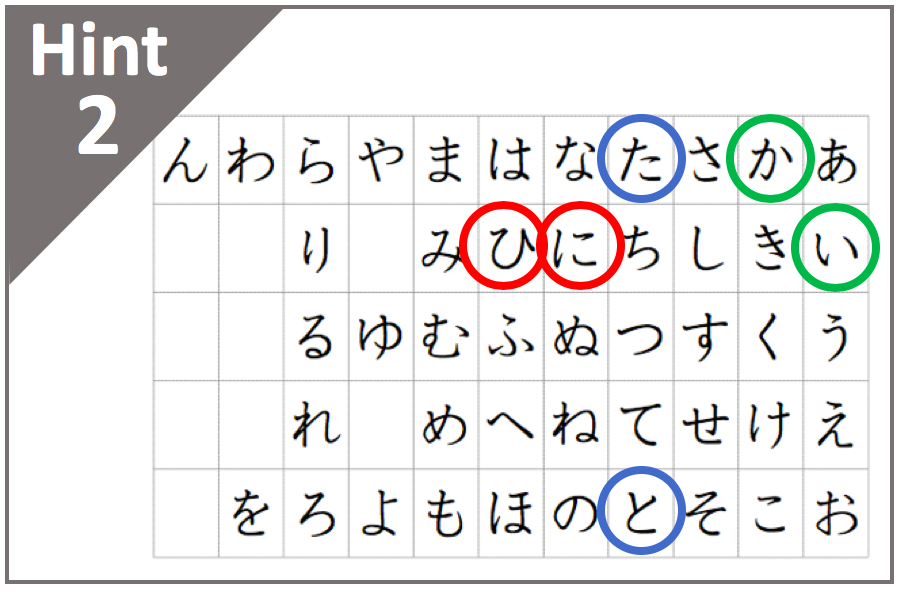 Hint
2
ん わ ら や ま は な た さ か あ
り み ひ に ち し き い
る ゆ む ふ ぬ つ す く う
れ め へ ね て せ け え
を ろ よ も ほ の と そ こ お